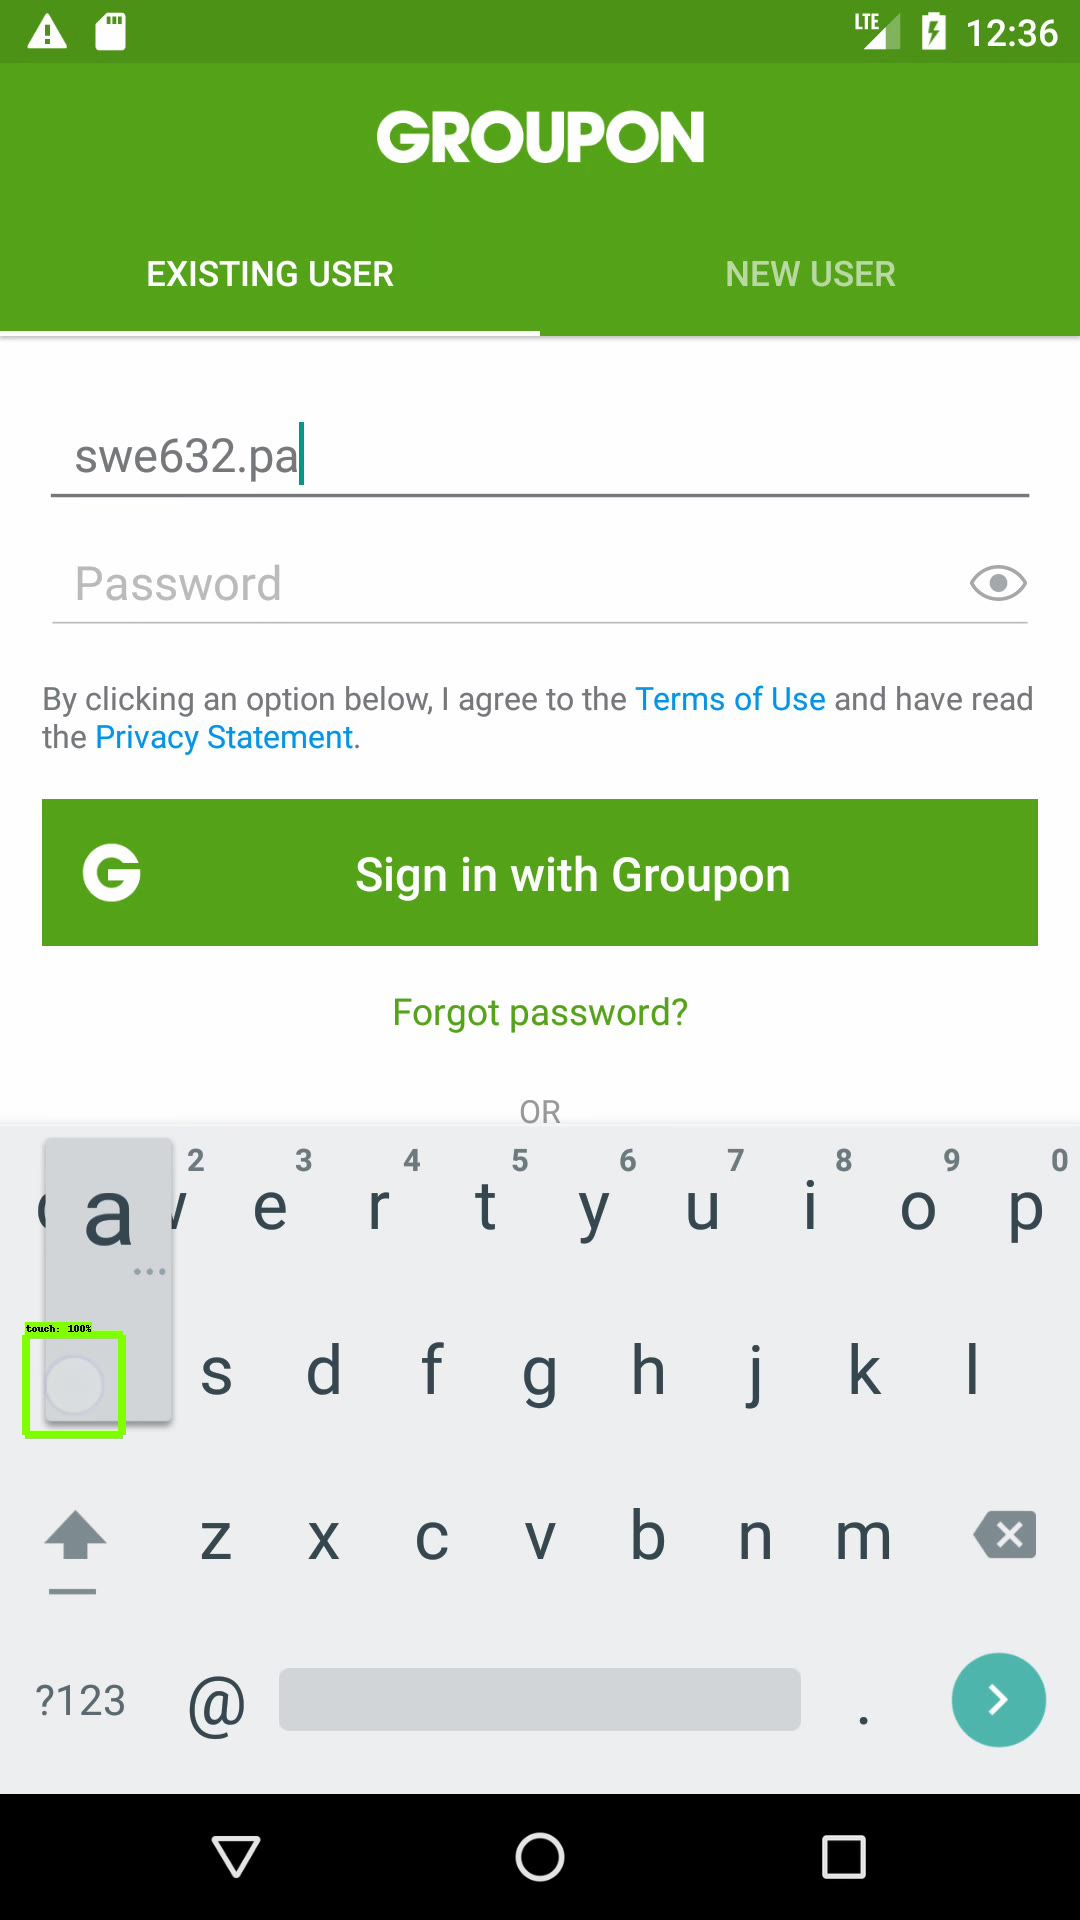 LTE 12:36
GROUPON
EXISTING USER NEW USER
swe632.pa
Password
By clicking an option below, I agree to the Terms of Use and have read
the Privacy Statement.
G Sign in with Groupon
Forgot password?
OR
2 3 4 5 6 7 8 9 0
a e r t y u i o p
touch: 100%
s d f g h j k l
z x c v b n m
?123 @ .